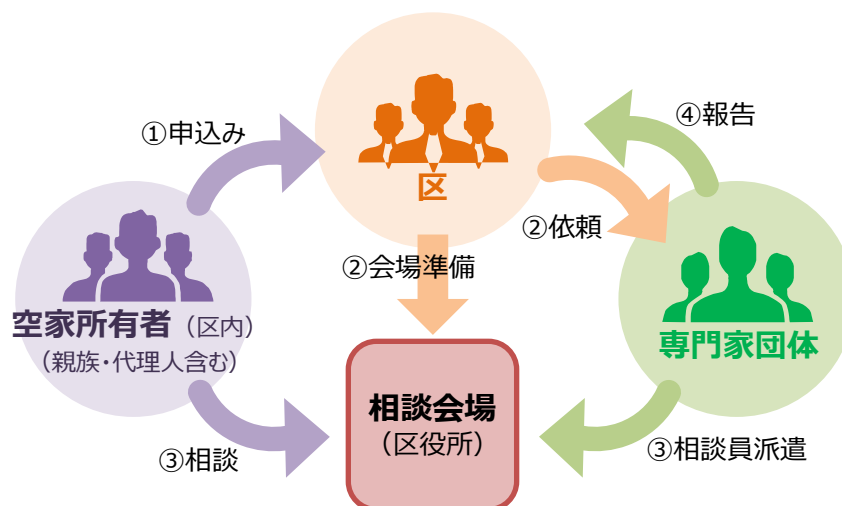 ④報告
①申込み
区
②依頼
②会場準備
空家所有者（区内）
（親族・代理人含む）
専門家団体
相談会場
（区役所）
③相談
③相談員派遣